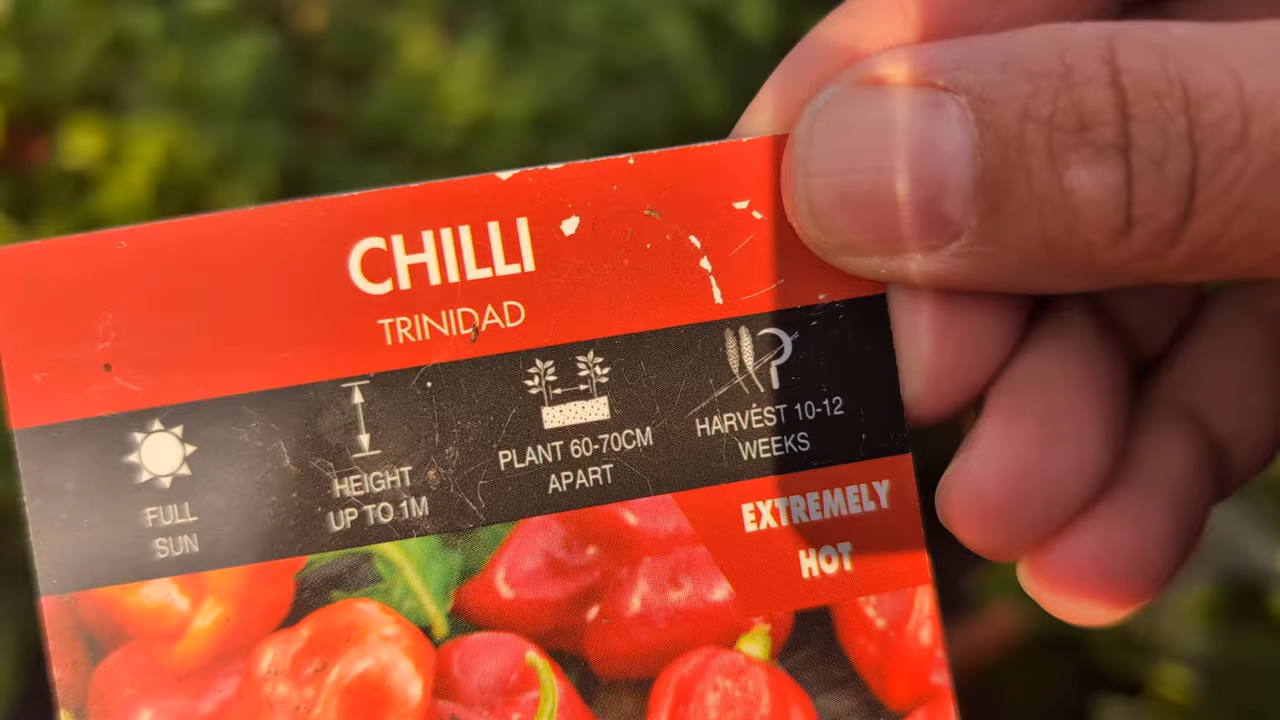 CHILLI
TRINIDAD
FULL
SUN
HEIGHT
UP TO 1M
PLANT 60-70CM
APART
HARVEST 10-12
WEEKS
EXTREMELY
HOT